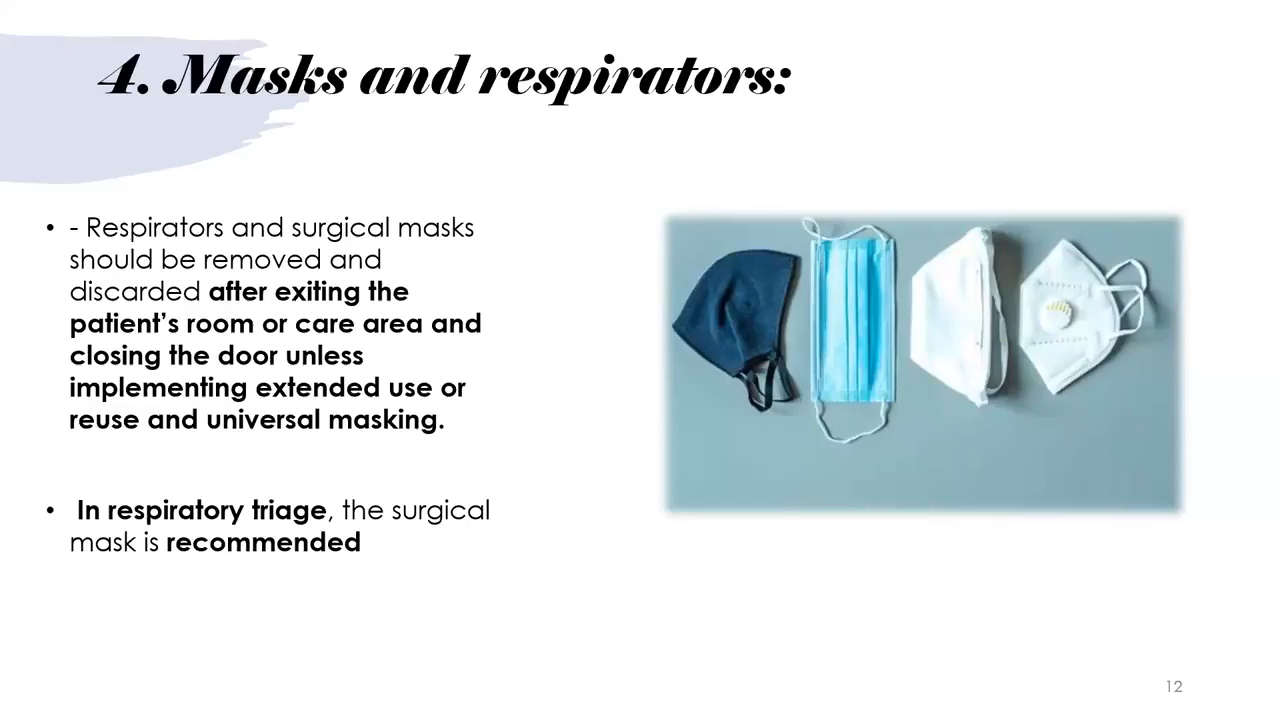 4. Masks and respirators:
• - Respirators and surgical masks
should be removed and
discarded after exiting the
patient’s room or care area and
closing the door unless
implementing extended use or
reuse and universal masking.
• In respiratory triage, the surgical
mask is recommended
12